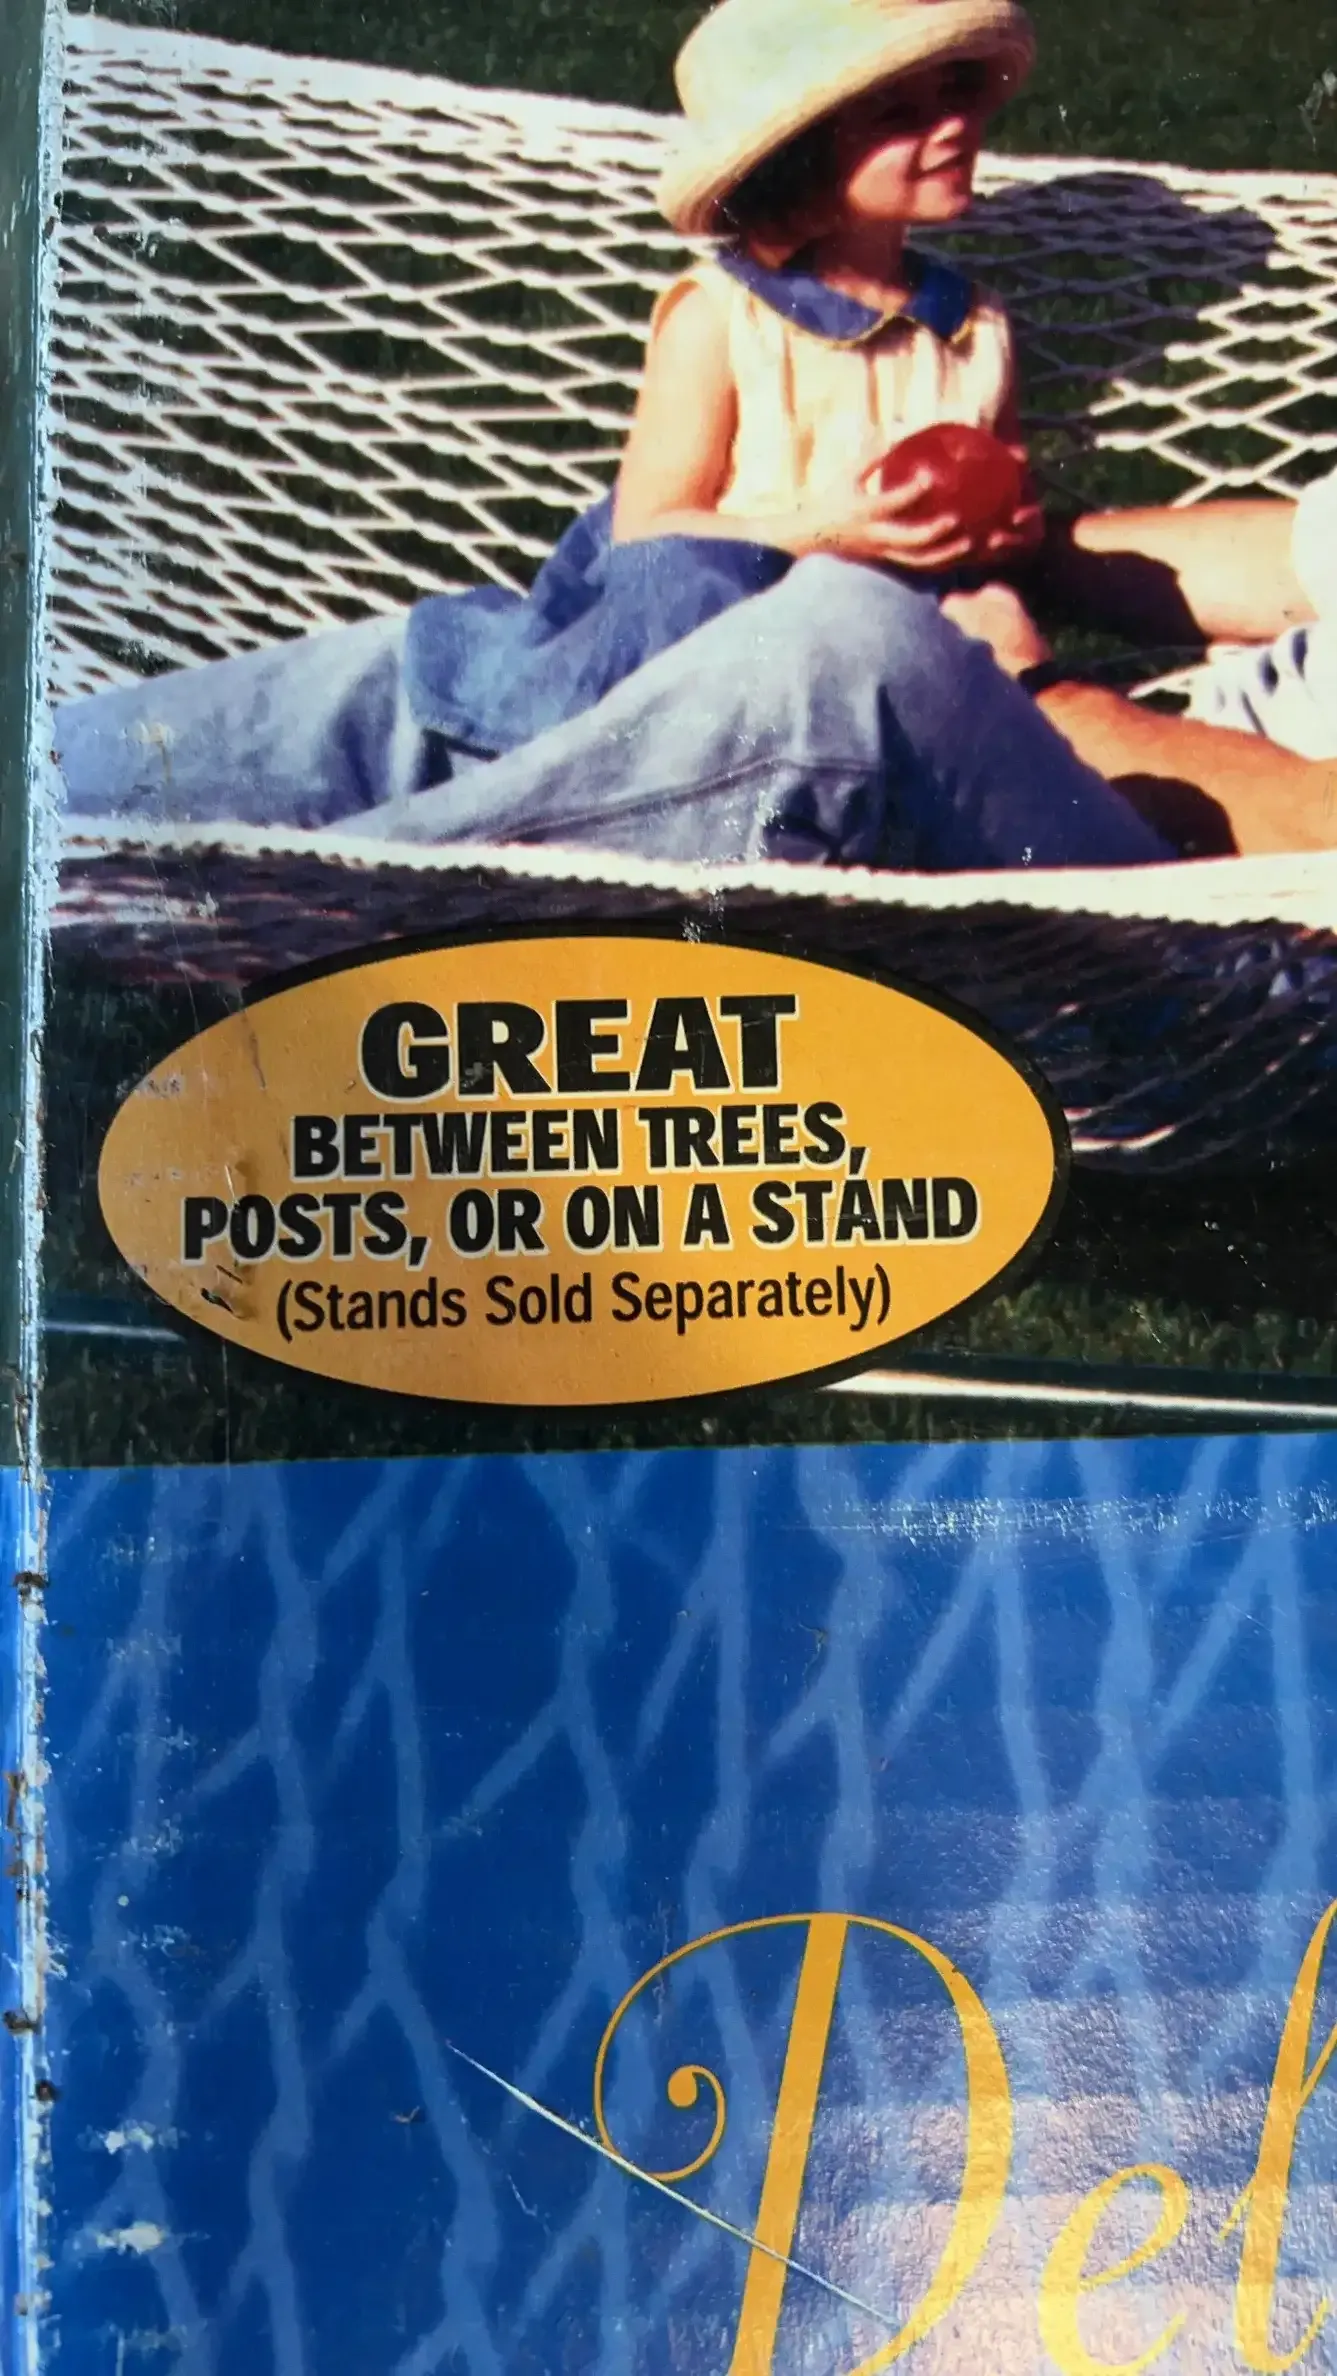 GREAT
BETWEEN TREES,
POSTS, OR ON A STAND
(Stands Sold Separately)